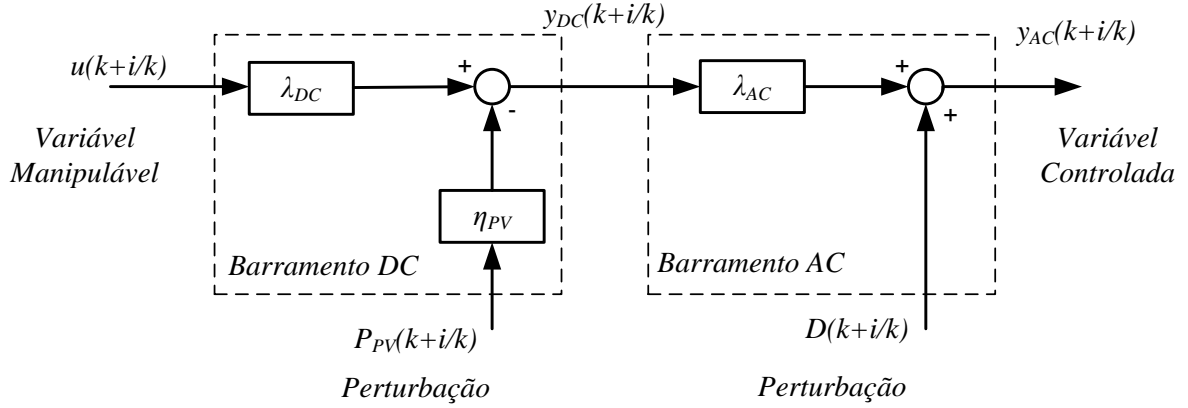 y_DC(k+i/k)
y_AC(k+i/k)
u(k+i/k)
λ_DC
+
-
λ_AC
+
+
Variável
Manipulável
Variável
Controlada
η_PV
Barramento DC
Barramento AC
P_PV(k+i/k)
D(k+i/k)
Perturbação
Perturbação